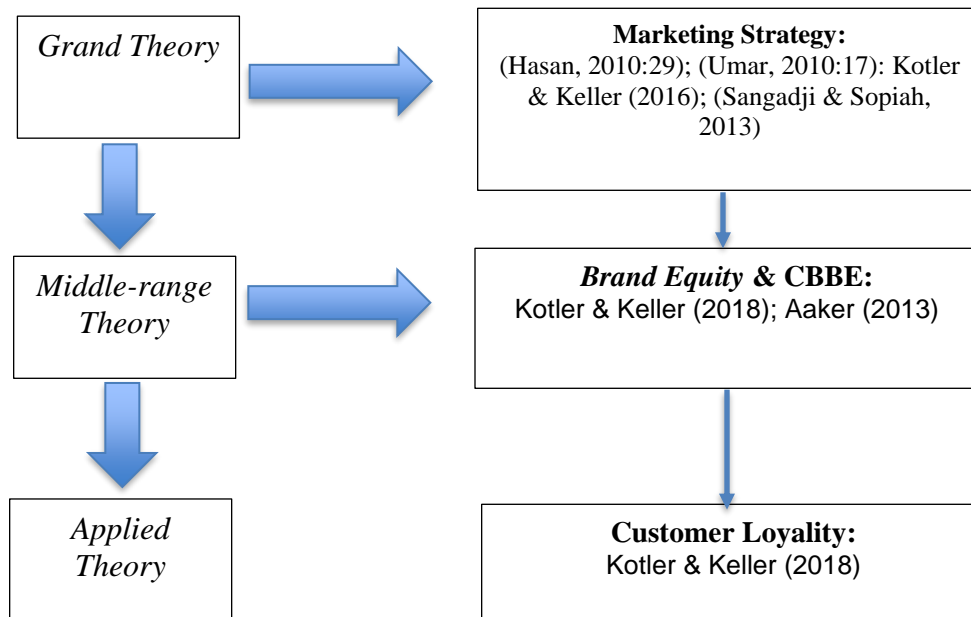 Grand Theory
Marketing Strategy:
(Hasan, 2010:29); (Umar, 2010:17): Kotler
& Keller (2016); (Sangadji & Sopiah,
2013)
Middle-range
Theory
Brand Equity & CBBE:
Kotler & Keller (2018); Aaker (2013)
Applied
Theory
Customer Loyality:
Kotler & Keller (2018)